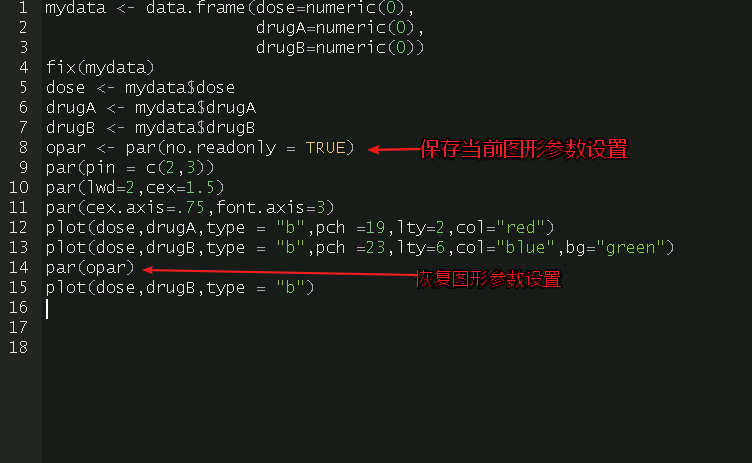 1 mydata <- data.frame(dose=numeric(0),
2 drugA=numeric(0),
3 drugB=numeric(0))
4 fix(mydata)
5 dose <- mydata$dose
6 drugA <- mydata$drugA
7 drugB <- mydata$drugB
8 opar <- par(no.readonly = TRUE) 保存当前图形参数设置
9 par(pin = c(2,3))
10 par(lwd=2,cex=1.5)
11 par(cex.axis=.75,font.axis=3)
12 plot(dose,drugA,type = "b",pch =19,lty=2,col="red")
13 plot(dose,drugB,type = "b",pch =23,lty=6,col="blue",bg="green")
14 par(opar) 恢复图形参数设置
15 plot(dose,drugB,type = "b")
16
17
18